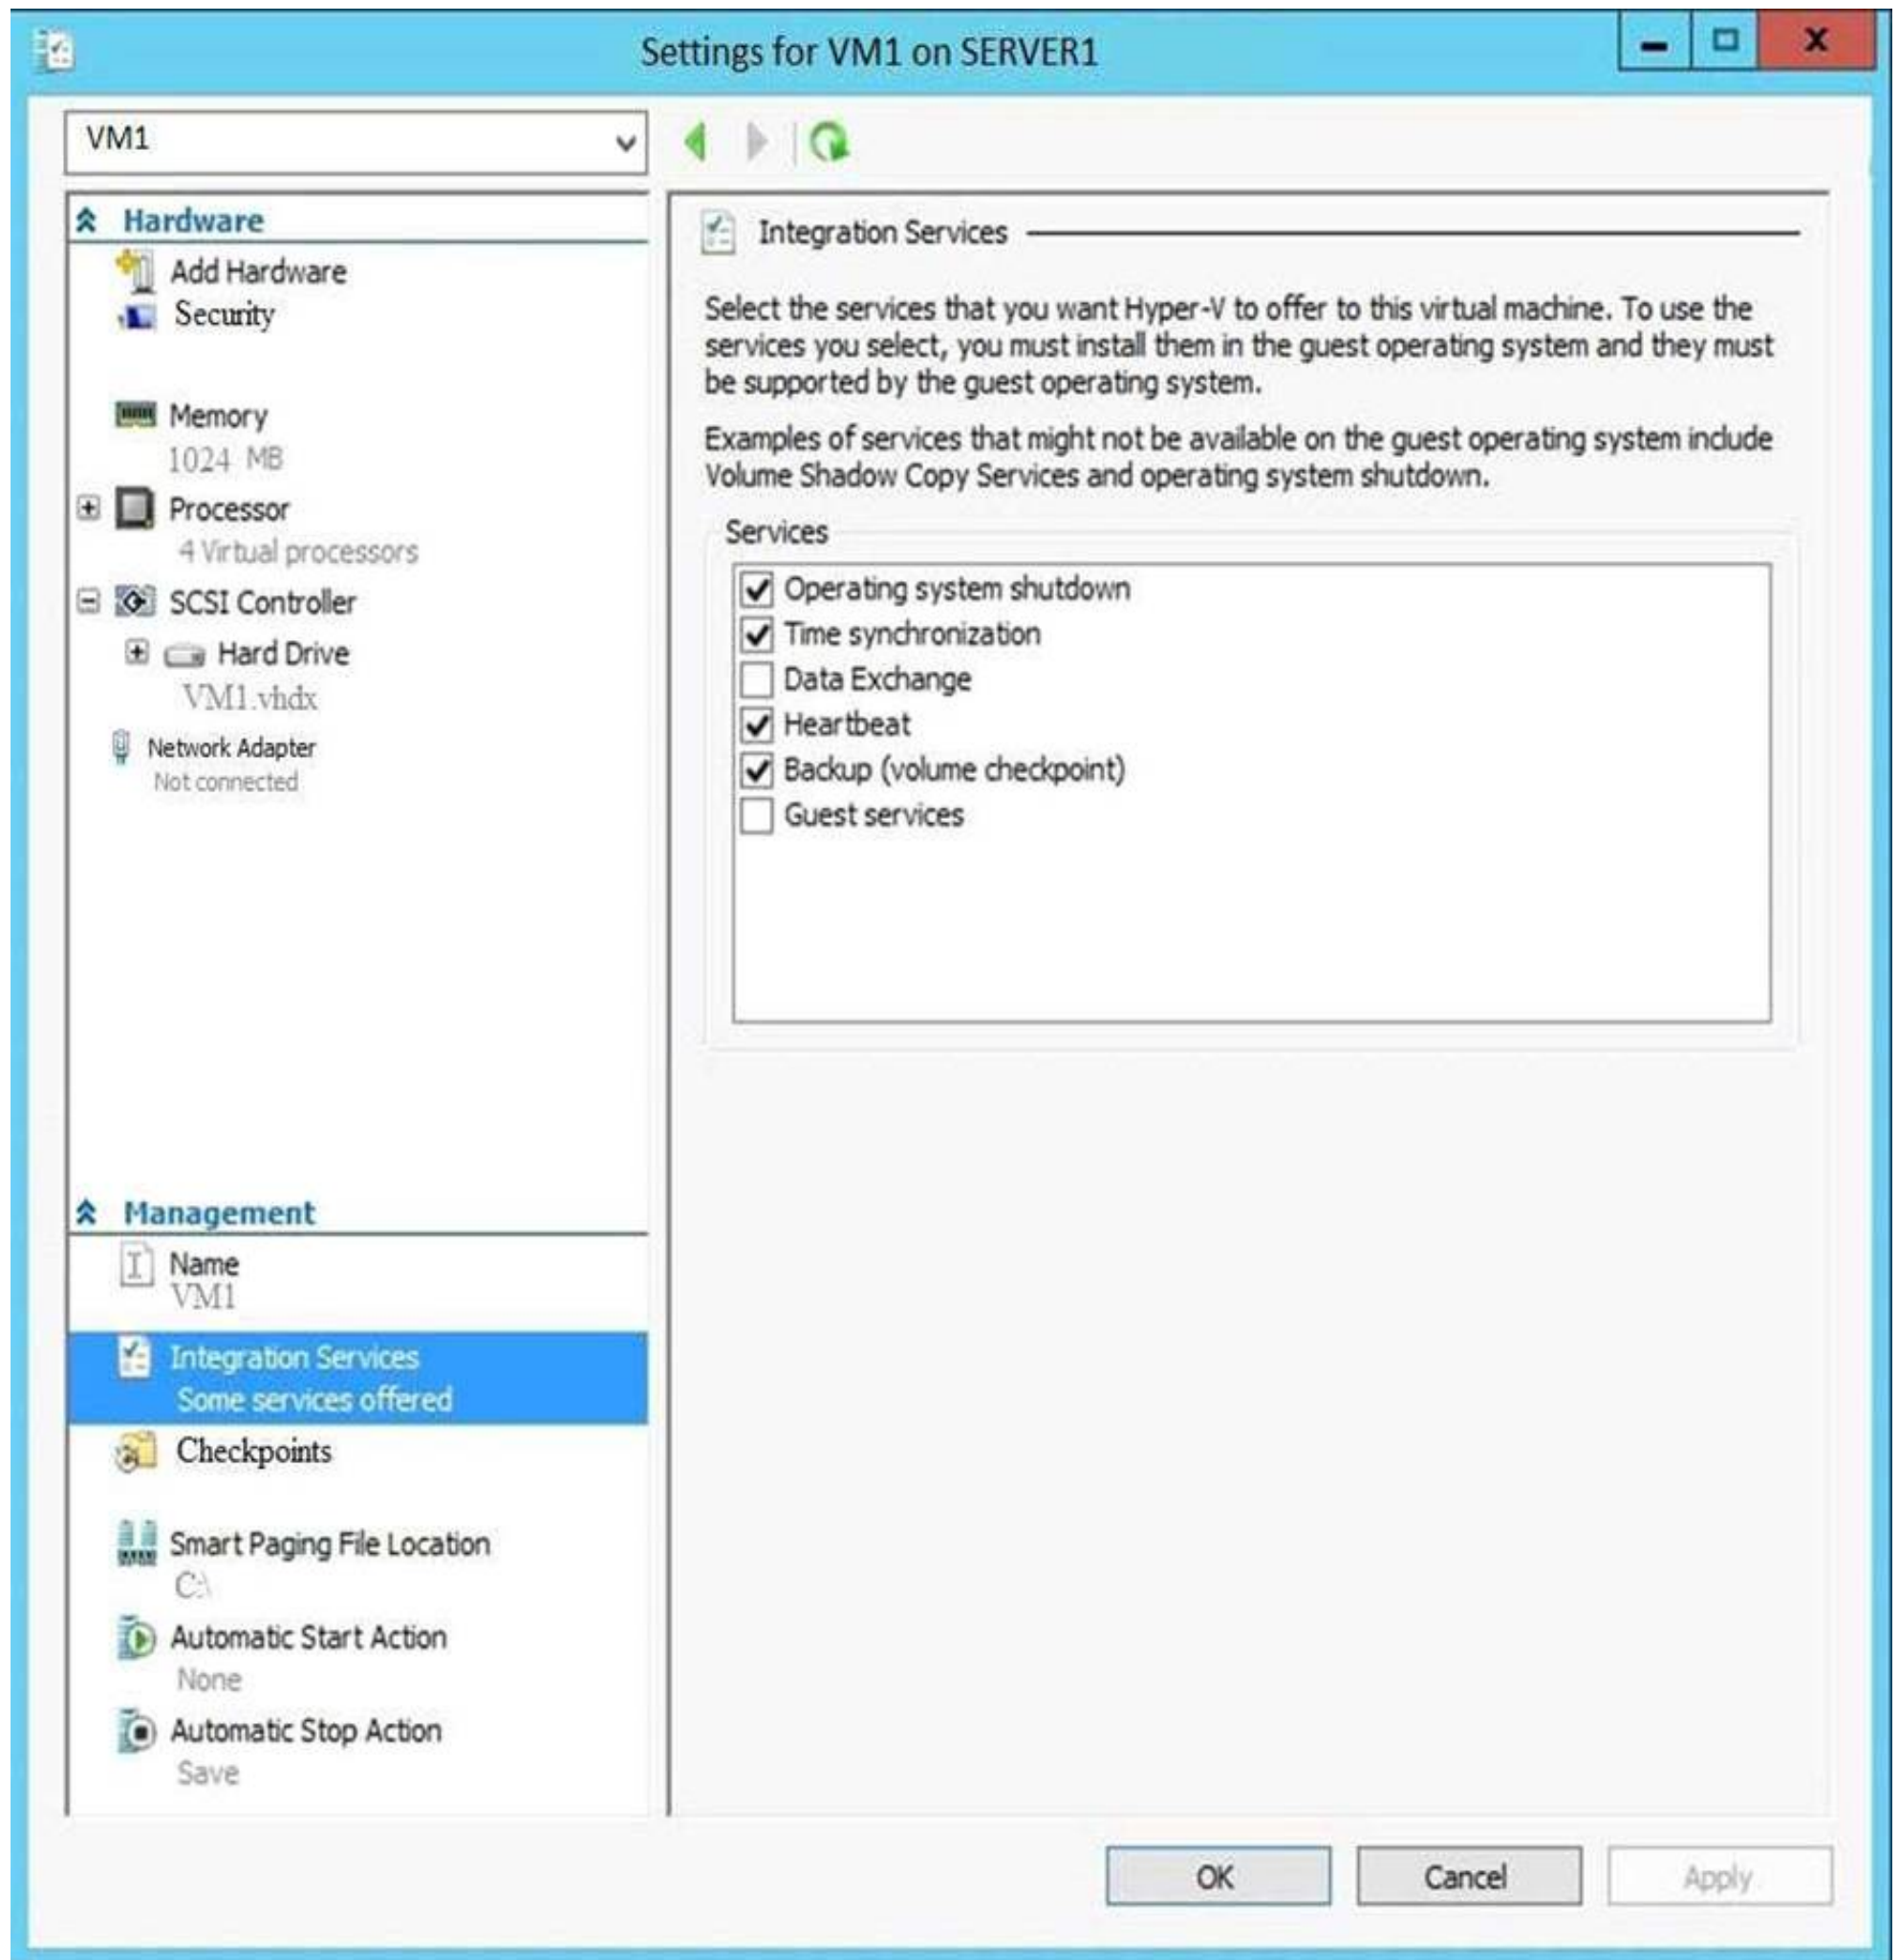 Settings for VM1 on SERVER1
VM1
Hardware
Add Hardware
Security
Memory
1024 MB
Processor
4 Virtual processors
SCSI Controller
Hard Drive
VM1.vhdx
Network Adapter
Not connected
Management
Name
VM1
Integration Services
Some services offered
Checkpoints
Smart Paging File Location
C:\
Automatic Start Action
None
Automatic Stop Action
Save
Integration Services
Select the services that you want Hyper-V to offer to this virtual machine. To use the
services you select, you must install them in the guest operating system and they must
be supported by the guest operating system.
Examples of services that might not be available on the guest operating system include
Volume Shadow Copy Services and operating system shutdown.
Services
Operating system shutdown
Time synchronization
Data Exchange
Heartbeat
Backup (volume checkpoint)
Guest services
OK
Cancel
Apply